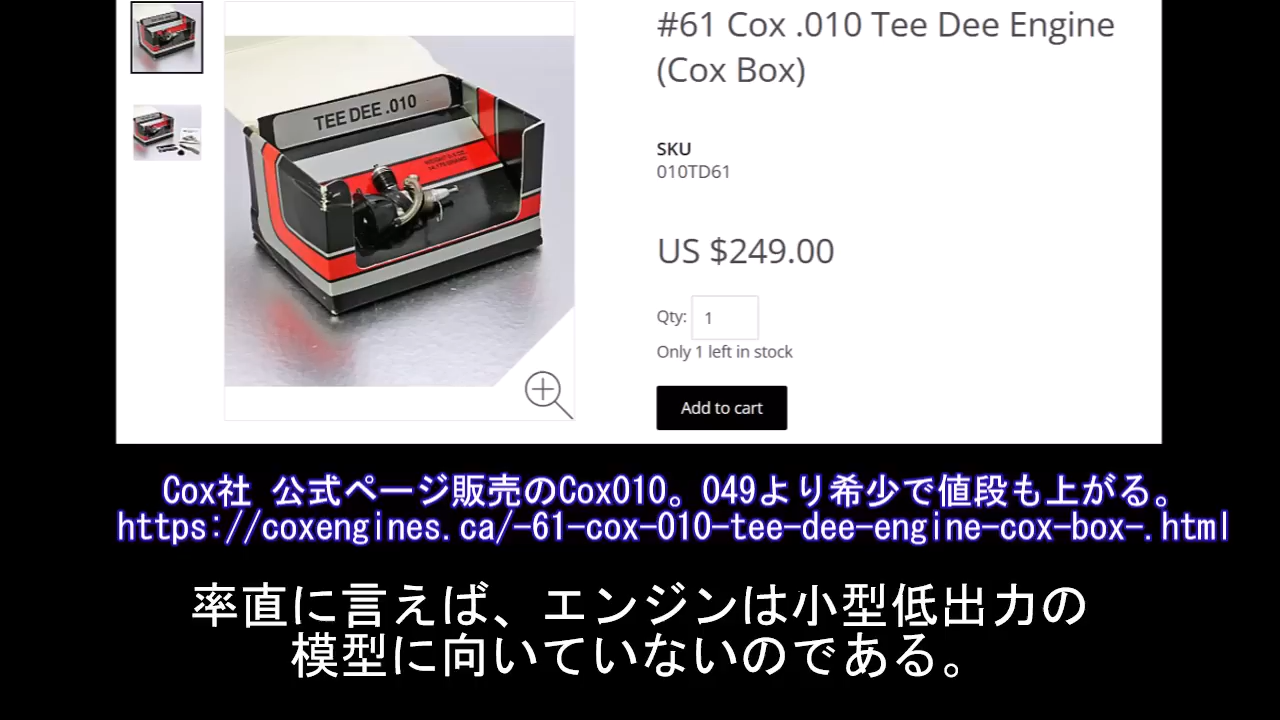 #61 Cox .010 Tee Dee Engine
(Cox Box)
TEE DEE .010
SKU
010TD61
US $249.00
Qty: 1
Only 1 left in stock
Add to cart
Cox社 公式ページ販売のCox010。049より希少で値段も上がる。
https://coxengines.ca/-61-cox-010-tee-dee-engine-cox-box-.html
率直に言えば、エンジンは小型低出力の
模型に向いていないのである。